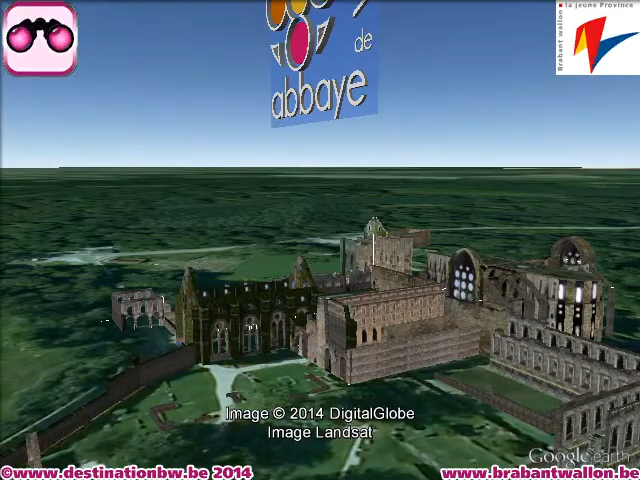 la jeune Province
Brabant wallon
de
abbaye
Image © 2014 DigitalGlobe
Image Landsat
Google earth
©www.destinationbw.be 2014
www.brabantwallon.be